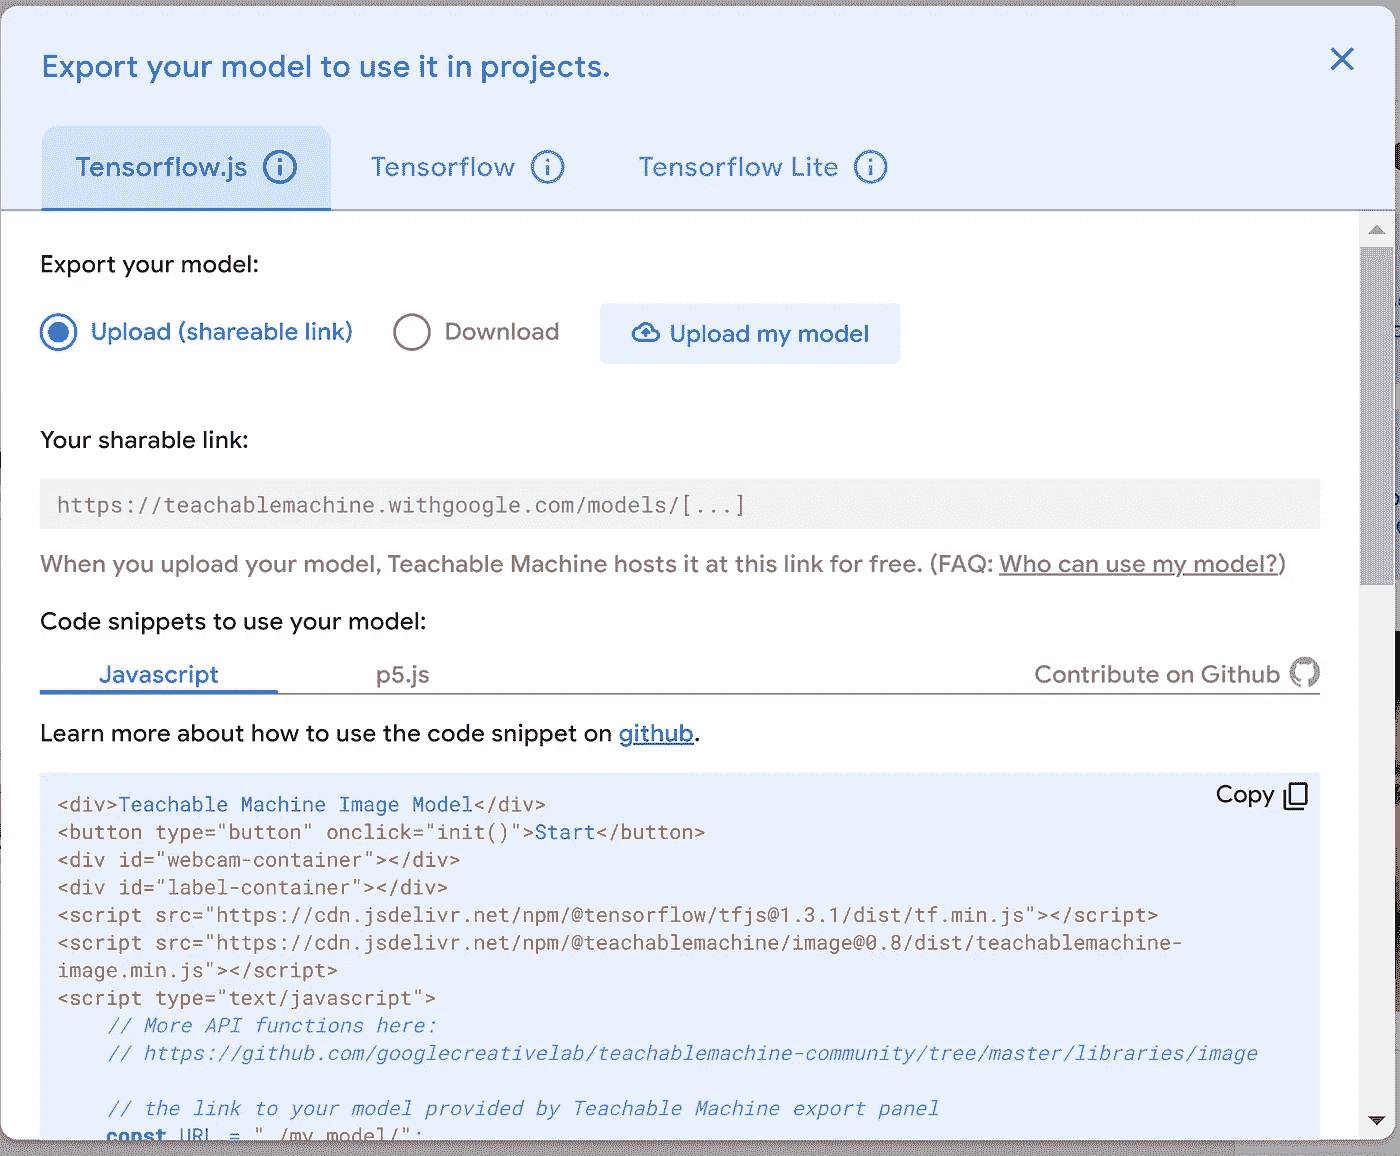 Export your model to use it in projects.
Tensorflow.js Tensorflow Tensorflow Lite
Export your model:
Upload (shareable link) Download Upload my model
Your sharable link:
https://teachablemachine.withgoogle.com/models/[...]
When you upload your model, Teachable Machine hosts it at this link for free. (FAQ: Who can use my model?)
Code snippets to use your model:
Javascript p5.js Contribute on Github
Learn more about how to use the code snippet on github.
Copy
<div>Teachable Machine Image Model</div>
<button type="button" onclick="init()">Start</button>
<div id="webcam-container"></div>
<div id="label-container"></div>
<script src="https://cdn.jsdelivr.net/npm/@tensorflow/tfjs@1.3.1/dist/tf.min.js"></script>
<script src="https://cdn.jsdelivr.net/npm/@teachablemachine/image@0.8/dist/teachablemachine-
image.min.js"></script>
<script type="text/javascript">
// More API functions here:
// https://github.com/googlecreativelab/teachablemachine-community/tree/master/libraries/image
// the link to your model provided by Teachable Machine export panel
const URL = "./my_model/";